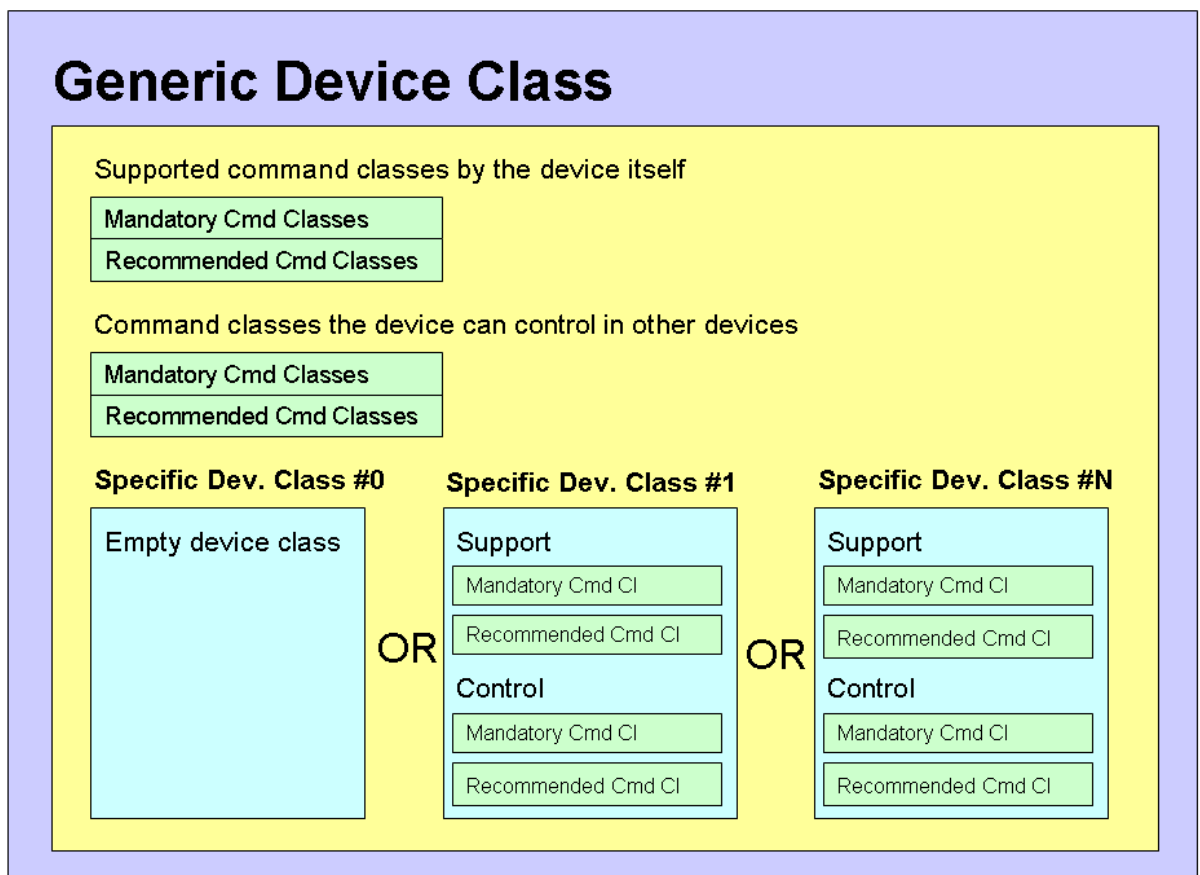 Generic Device Class
Supported command classes by the device itself
Mandatory Cmd Classes
Recommended Cmd Classes
Command classes the device can control in other devices
Mandatory Cmd Classes
Recommended Cmd Classes
Specific Dev. Class #0
Empty device class
OR
Specific Dev. Class #1
Support
Mandatory Cmd Cl
Recommended Cmd Cl
Control
Mandatory Cmd Cl
Recommended Cmd Cl
OR
Specific Dev. Class #N
Support
Mandatory Cmd Cl
Recommended Cmd Cl
Control
Mandatory Cmd Cl
Recommended Cmd Cl